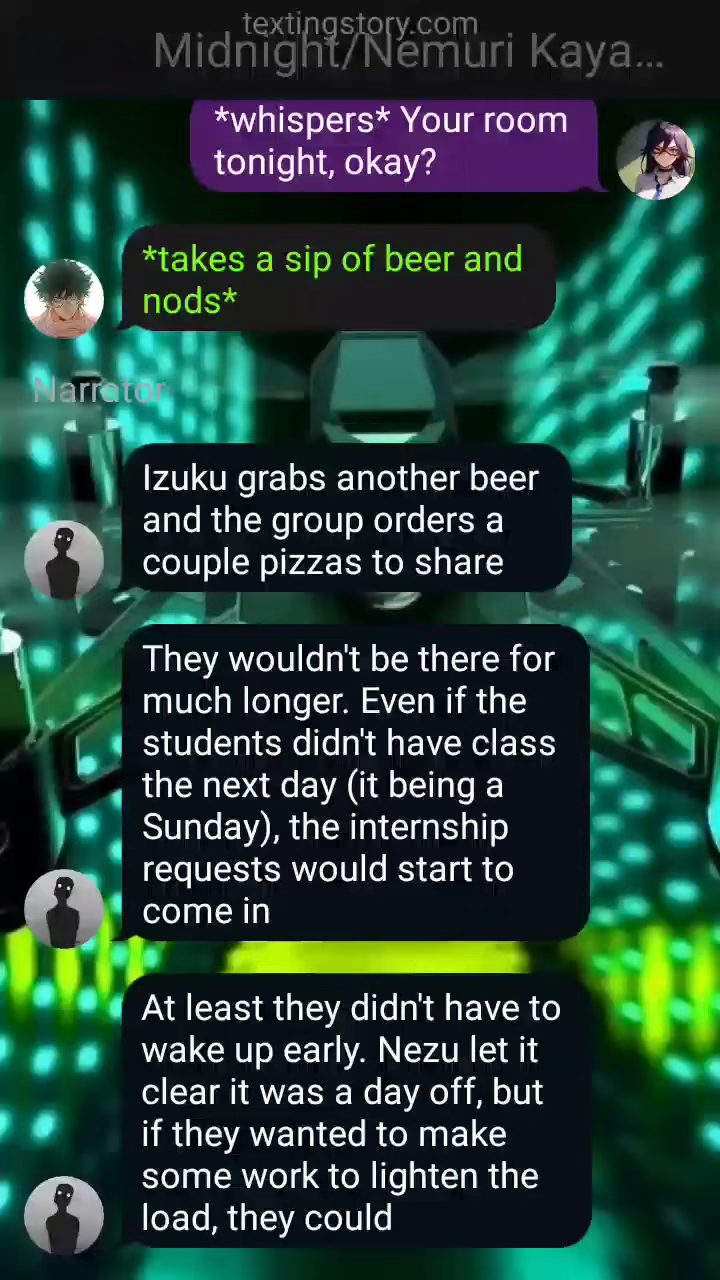 textingstory.com
Midnight/Nemuri Kaya...
*whispers* Your room
tonight, okay?
*takes a sip of beer and
nods*
Narrator
Izuku grabs another beer
and the group orders a
couple pizzas to share
They wouldn't be there for
much longer. Even if the
students didn't have class
the next day (it being a
Sunday), the internship
requests would start to
come in
At least they didn't have to
wake up early. Nezu let it
clear it was a day off, but
if they wanted to make
some work to lighten the
load, they could